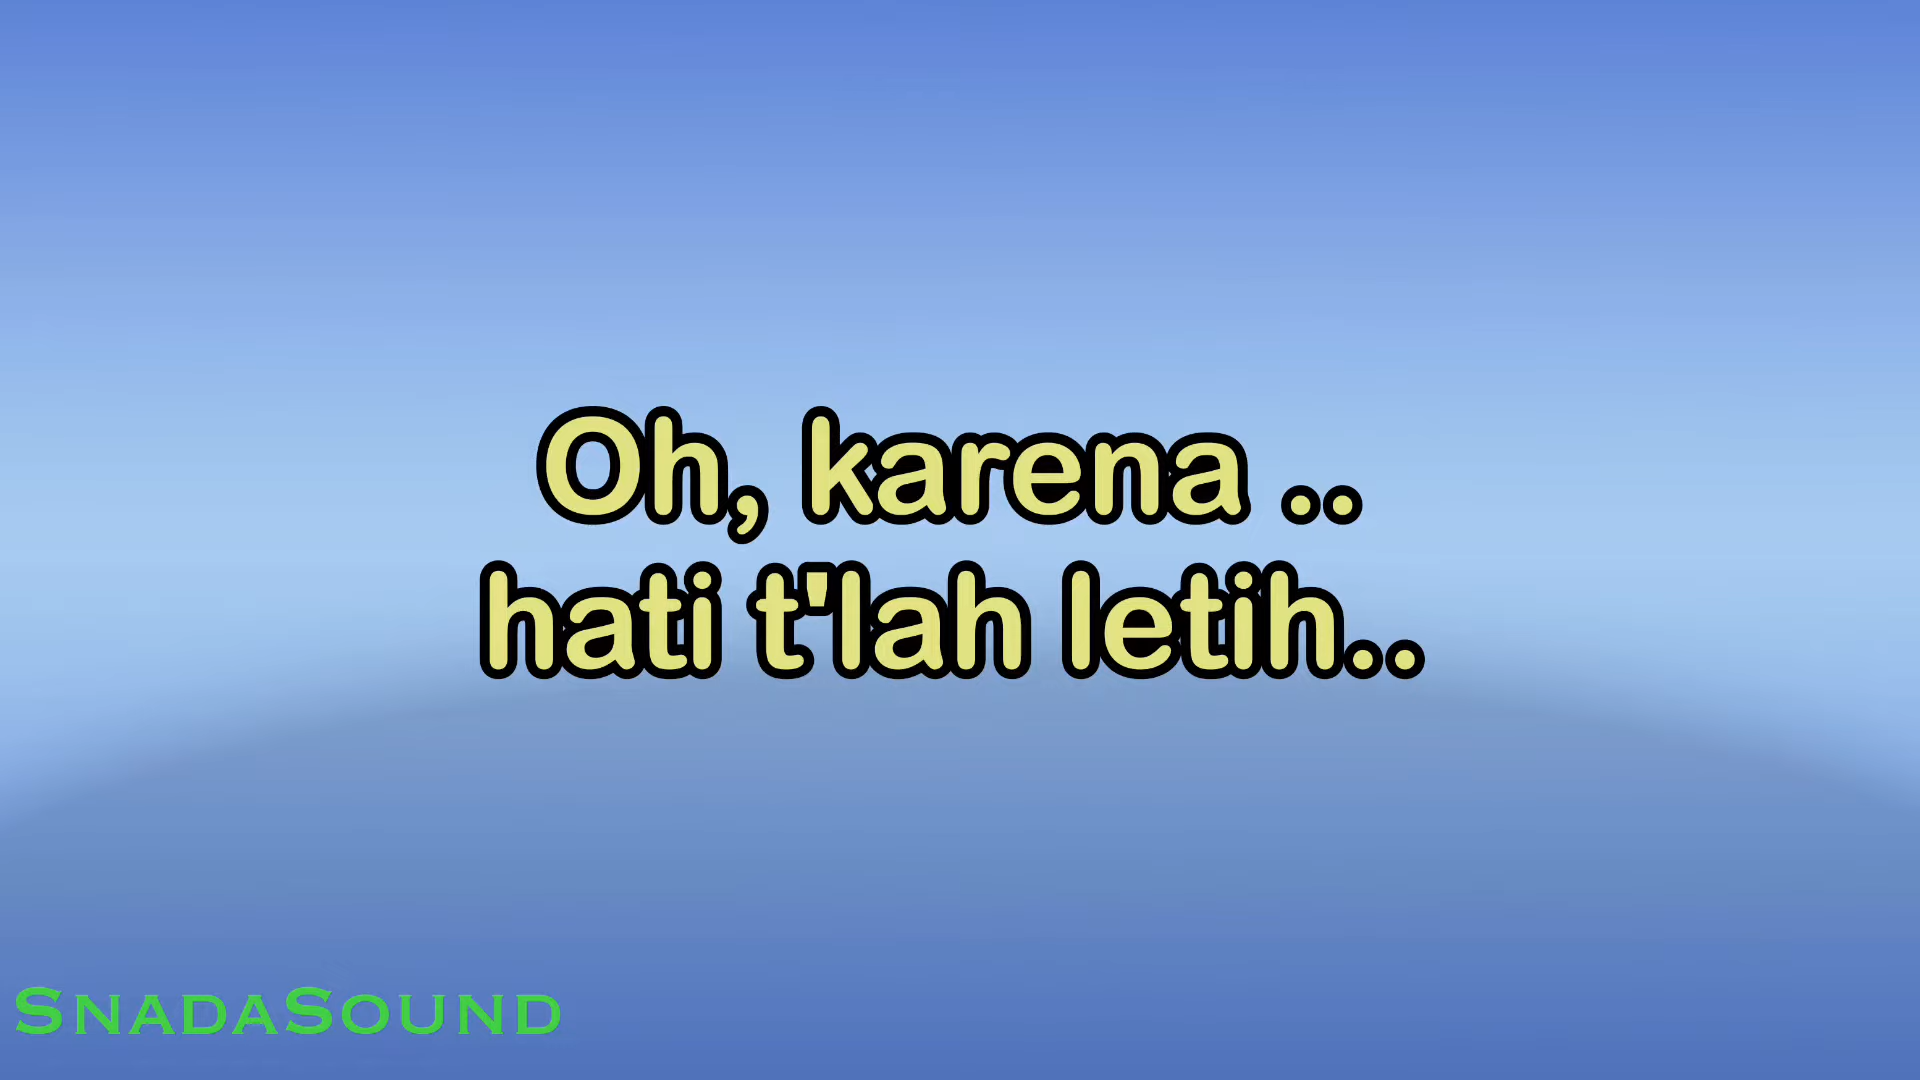 Oh, karena ..
hati t'lah letih..
SnadaSound